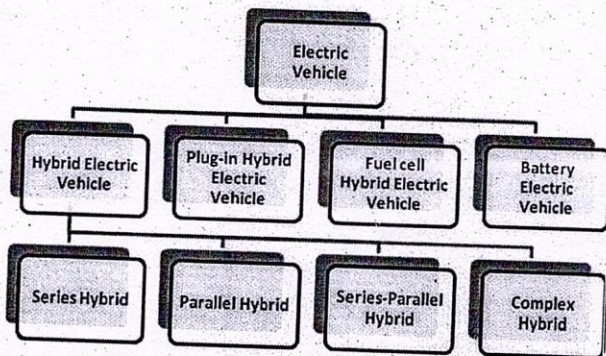 Electric
Vehicle
Hybrid Electric
Vehicle
Plug-in Hybrid
Electric
Vehicle
Fuel cell
Hybrid Electric
Vehicle
Battery
Electric
Vehicle
Series Hybrid
Parallel Hybrid
Series-Parallel
Hybrid
Complex
Hybrid